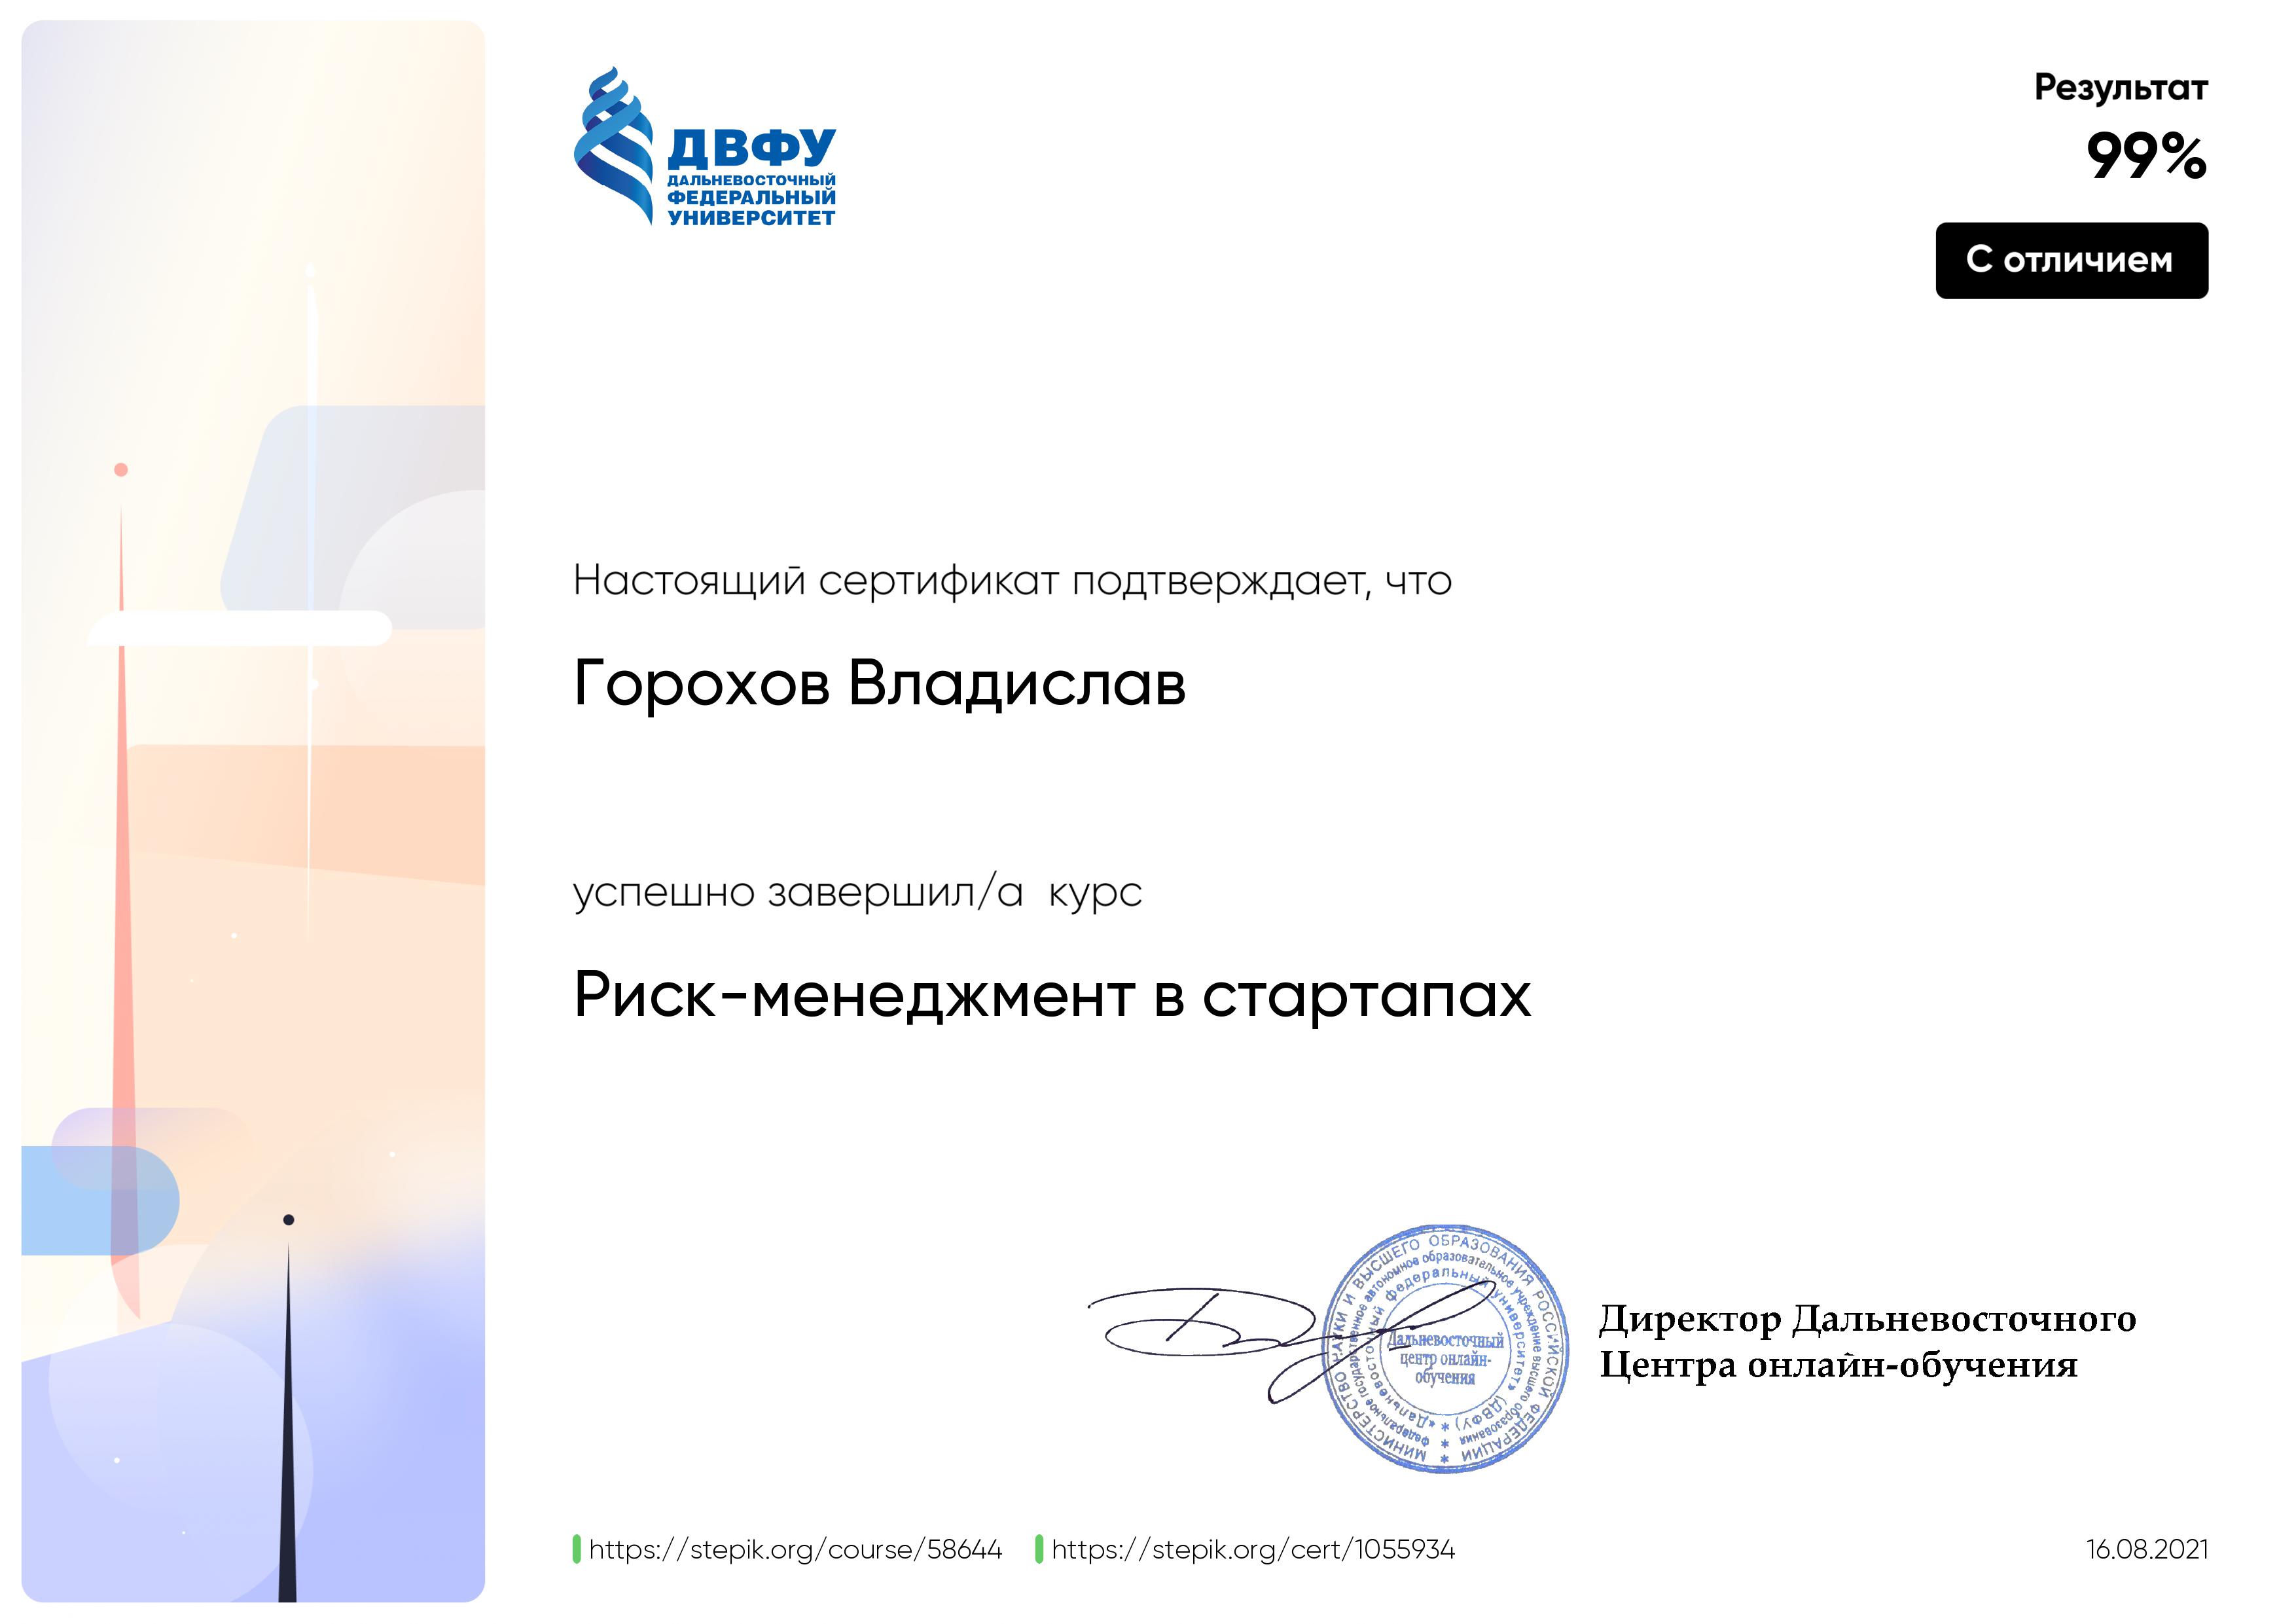 ДВФУ
ДАЛЬНЕВОСТОЧНЫЙ
ФЕДЕРАЛЬНЫЙ
УНИВЕРСИТЕТ
Результат
99%
С отличием
Настоящий сертификат подтверждает, что
Горохов Владислав
успешно завершил/а курс
Риск-менеджмент в стартапах
МИНИСТЕРСТВО НАУКИ И ВЫСШЕГО ОБРАЗОВАНИЯ РОССИЙСКОЙ ФЕДЕРАЦИИ
федеральное государственное автономное образовательное учреждение высшего образования
«Дальневосточный федеральный университет» (ДВФУ)
Дальневосточный
центр онлайн-
обучения
Директор Дальневосточного
Центра онлайн-обучения
https://stepik.org/course/58644 https://stepik.org/cert/1055934 16.08.2021